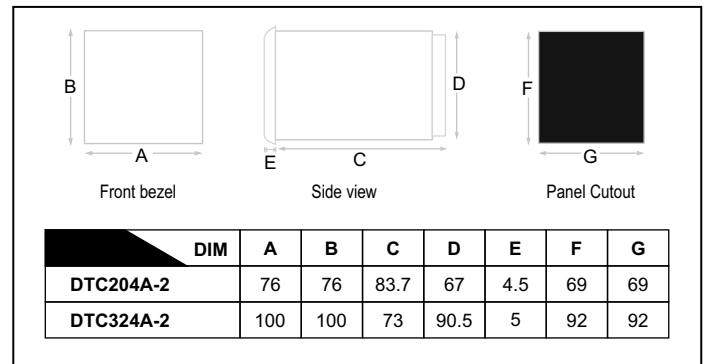 B
A
Front bezel
D
E
C
Side view
F
G
Panel Cutout
DIM A B C D E F G
DTC204A-2 76 76 83.7 67 4.5 69 69
DTC324A-2 100 100 73 90.5 5 92 92